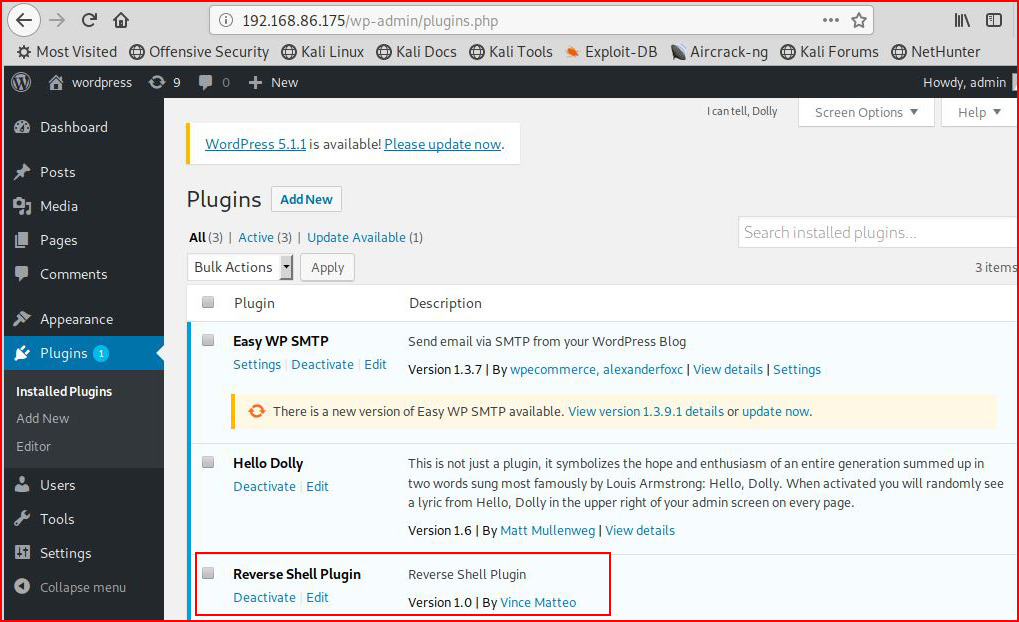 192.168.86.175/wp-admin/plugins.php
Most Visited Offensive Security Kali Linux Kali Docs Kali Tools Exploit-DB Aircrack-ng Kali Forums NetHunter
wordpress 9 0 New Howdy, admin
I can tell, Dolly Screen Options Help
Dashboard
Posts
Media
Pages
Comments
Appearance
Plugins 1
Installed Plugins
Add New
Editor
Users
Tools
Settings
Collapse menu
WordPress 5.1.1 is available! Please update now.
Plugins Add New
All (3) | Active (3) | Update Available (1)
Search installed plugins...
Bulk Actions Apply
3 items
Plugin Description
Easy WP SMTP Send email via SMTP from your WordPress Blog
Settings | Deactivate | Edit Version 1.3.7 | By wpecommerce, alexanderfoxc | View details | Settings
There is a new version of Easy WP SMTP available. View version 1.3.9.1 details or update now.
Hello Dolly This is not just a plugin, it symbolizes the hope and enthusiasm of an entire generation summed up in
Deactivate | Edit two words sung most famously by Louis Armstrong: Hello, Dolly. When activated you will randomly see
a lyric from Hello, Dolly in the upper right of your admin screen on every page.
Version 1.6 | By Matt Mullenweg | View details
Reverse Shell Plugin Reverse Shell Plugin
Deactivate | Edit Version 1.0 | By Vince Matteo